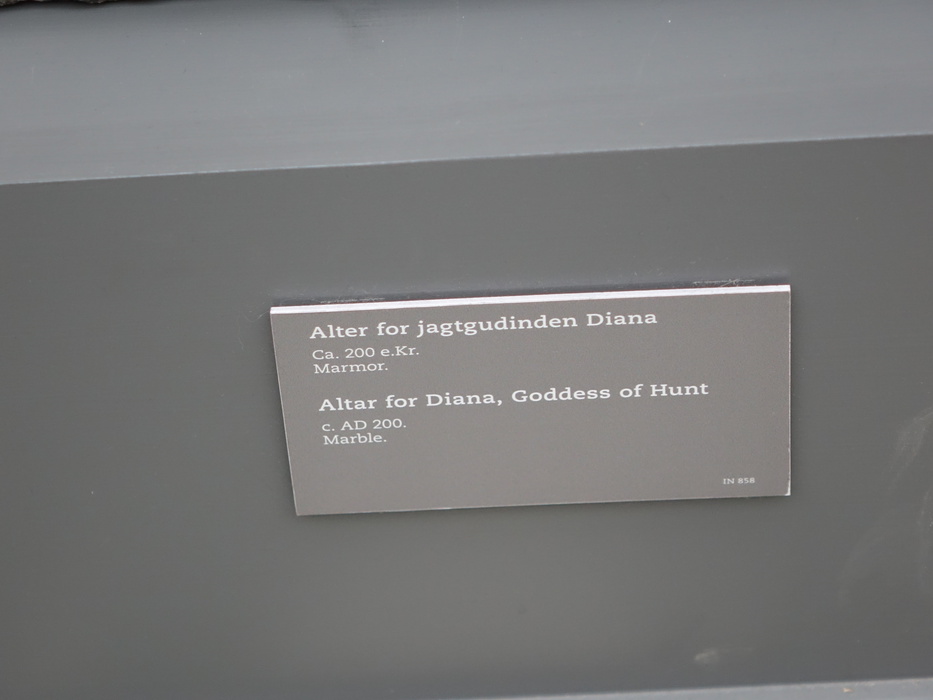 Alter for jagtgudinden Diana
Ca. 200 e.Kr.
Marmor.
Altar for Diana, Goddess of Hunt
c. AD 200.
Marble.
IN 858